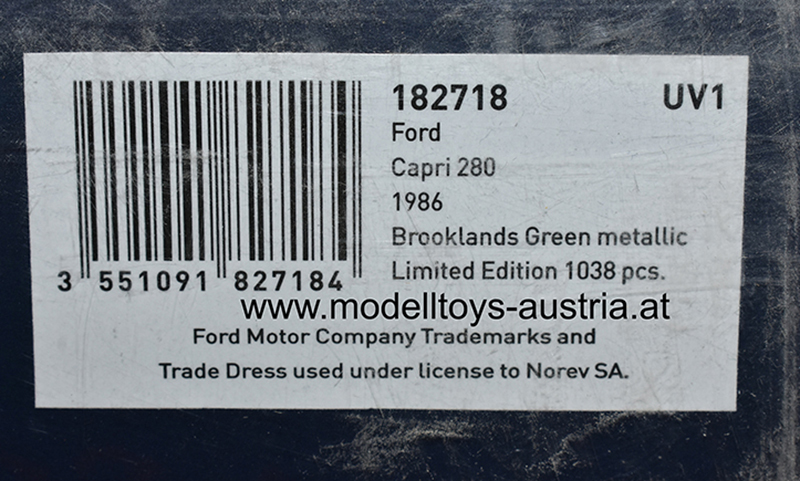 182718 UV1
Ford
Capri 280
1986
Brooklands Green metallic
Limited Edition 1038 pcs.
3 551091 827184
www.modelltoys-austria.at
Ford Motor Company Trademarks and
Trade Dress used under license to Norev SA.